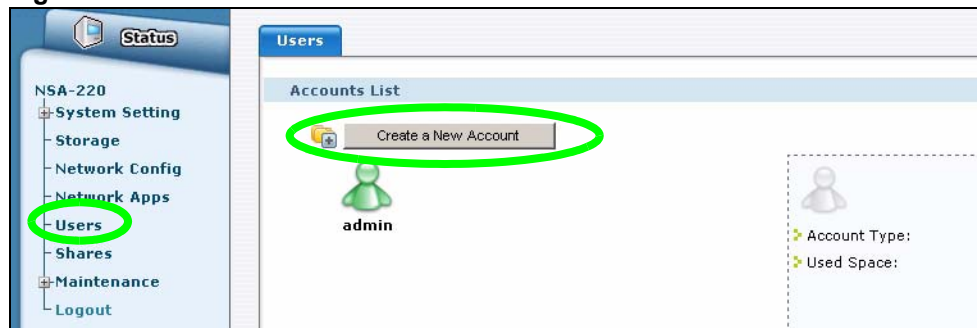 Status
Users
NSA-220
System Setting
Storage
Network Config
Network Apps
Users
Shares
Maintenance
Logout
Accounts List
Create a New Account
admin
Account Type:
Used Space: